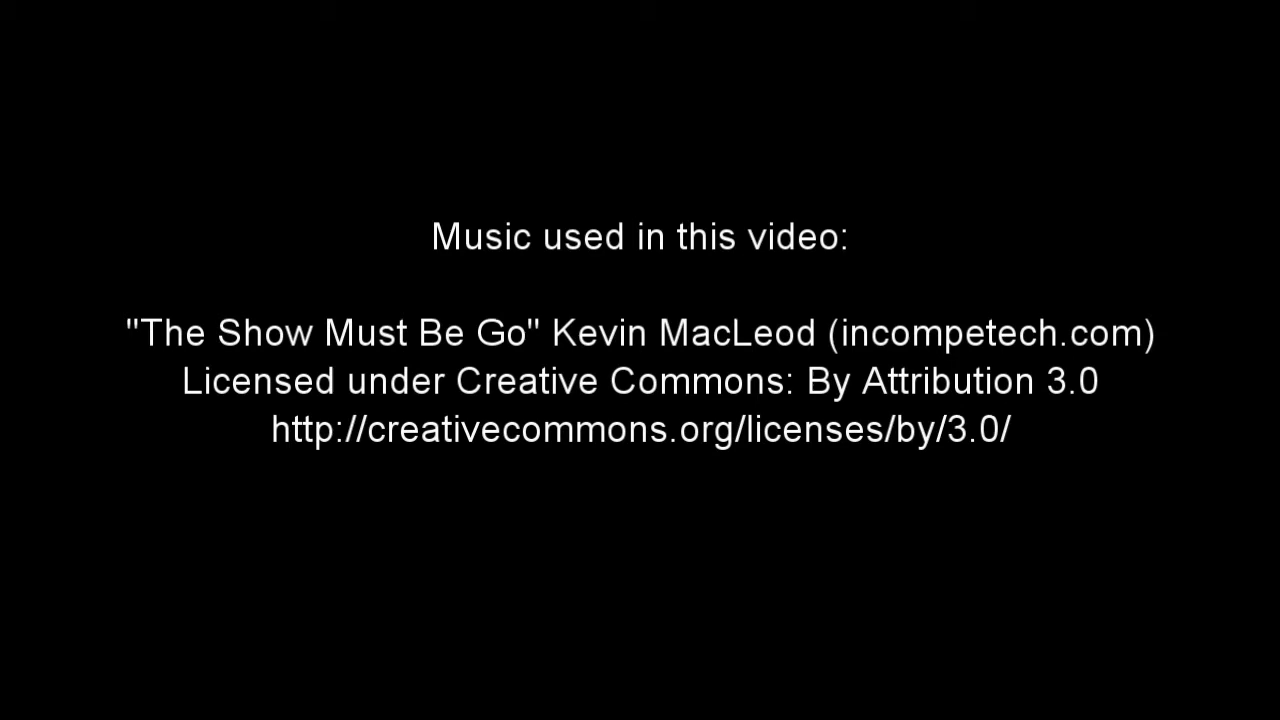 Music used in this video:
"The Show Must Be Go" Kevin MacLeod (incompetech.com)
Licensed under Creative Commons: By Attribution 3.0
http://creativecommons.org/licenses/by/3.0/